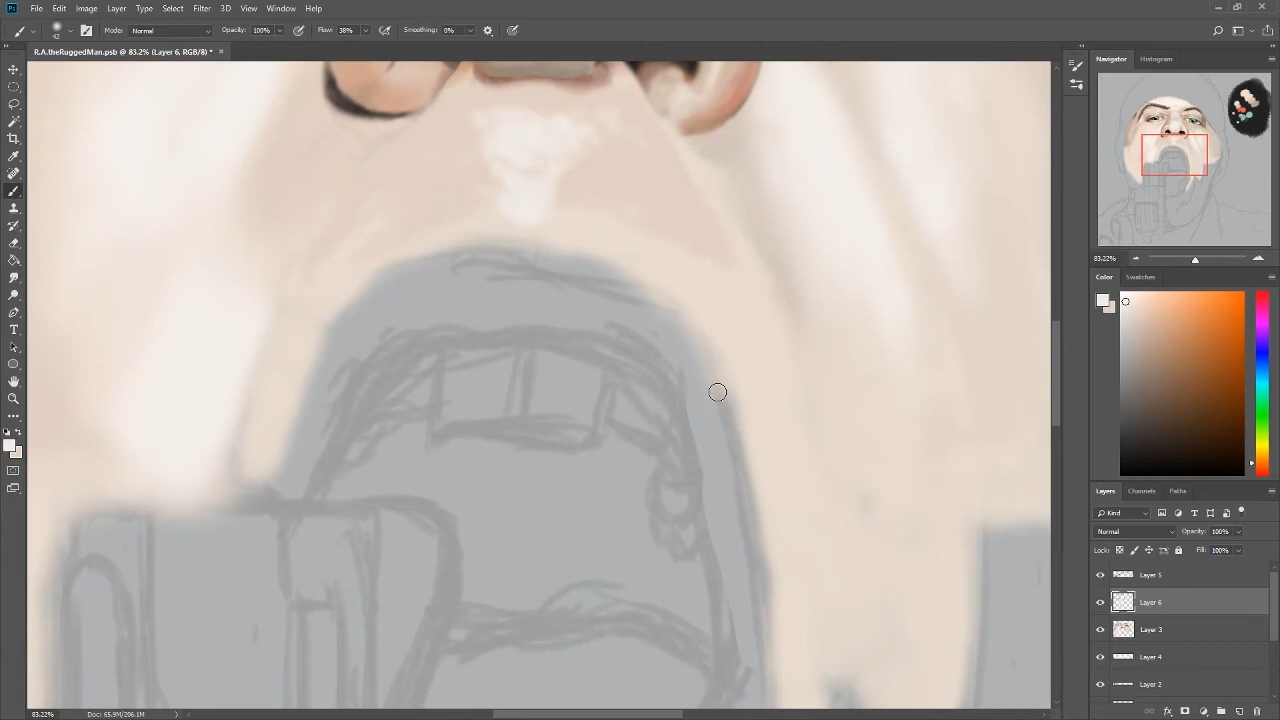 Ps File Edit Image Layer Type Select Filter 3D View Window Help
42 Mode: Normal Opacity: 100% Flow: 38% Smoothing: 0%
R.A.theRuggedMan.psb @ 83.2% (Layer 6, RGB/8) * ×
Navigator Histogram
83.22%
Color Swatches
Layers Channels Paths
Kind
Normal Opacity: 100%
Lock: Fill: 100%
Layer 5
Layer 6
Layer 3
Layer 4
Layer 2
83.22% Doc: 65.9M/206.1M